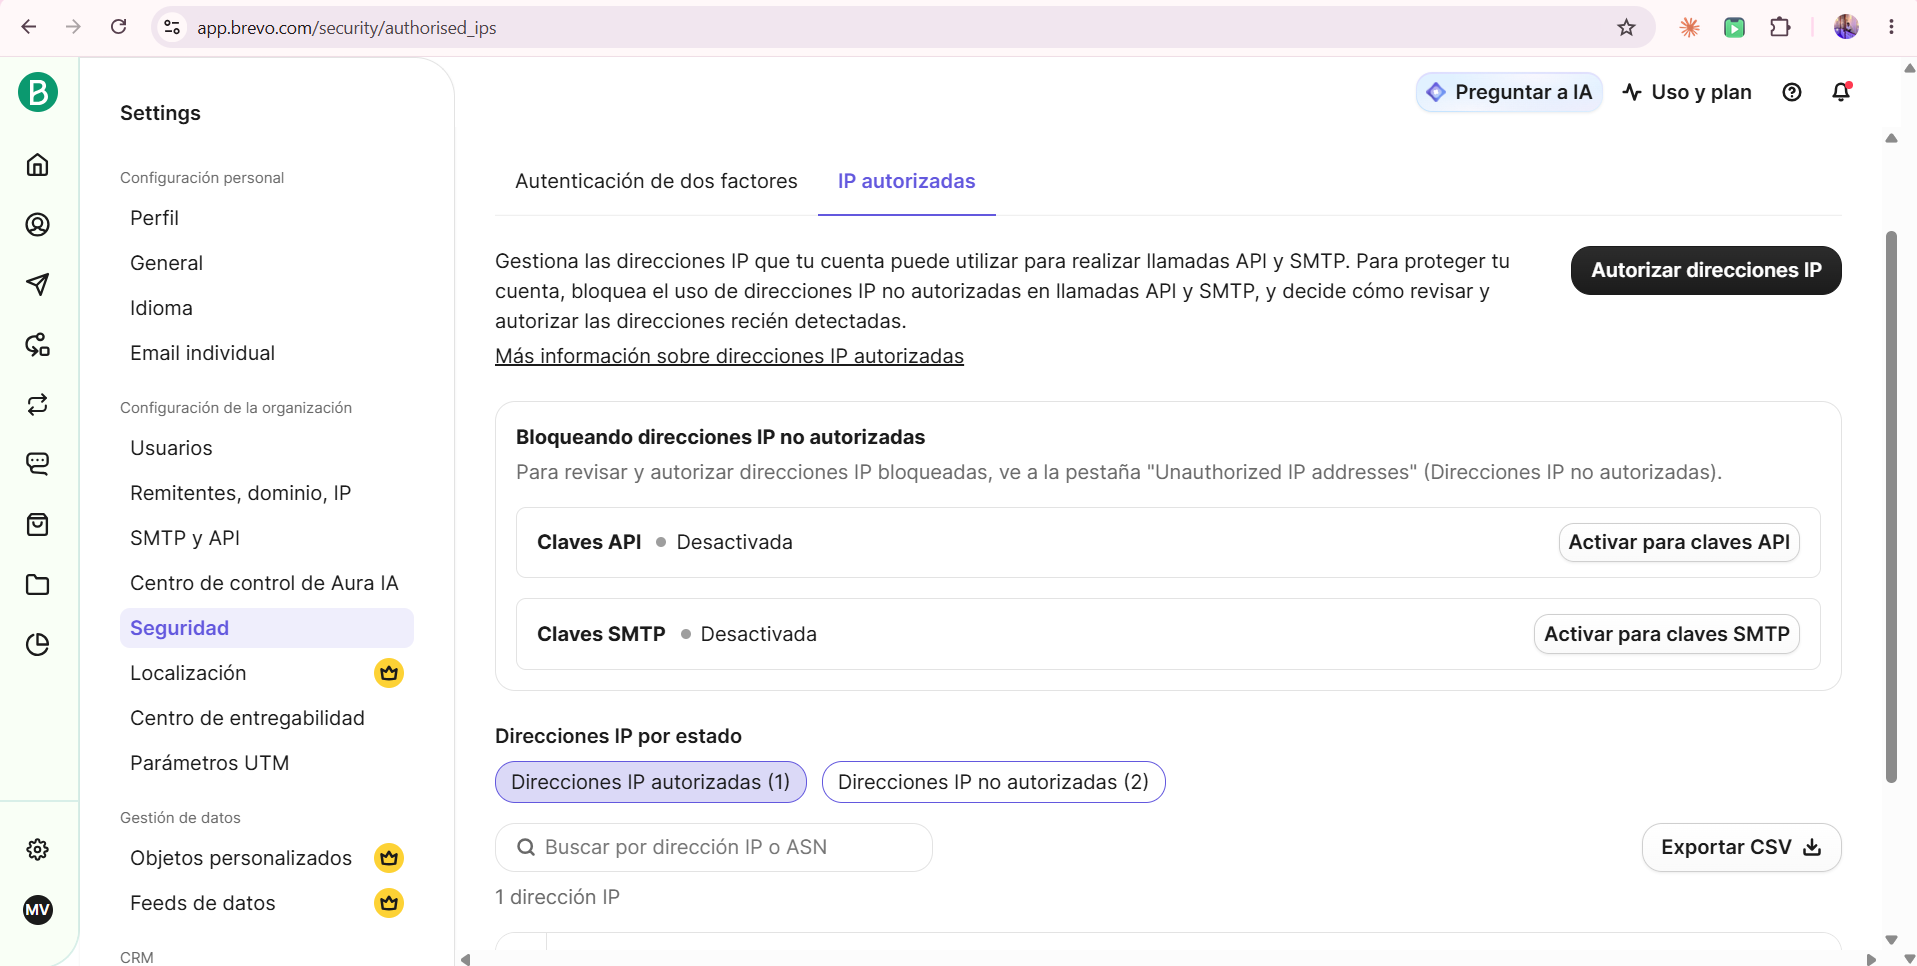 app.brevo.com/security/authorised_ips
B
Settings
Configuración personal
Perfil
General
Idioma
Email individual
Configuración de la organización
Usuarios
Remitentes, dominio, IP
SMTP y API
Centro de control de Aura IA
Seguridad
Localización
Centro de entregabilidad
Parámetros UTM
Gestión de datos
Objetos personalizados
Feeds de datos
CRM
MV
Preguntar a IA
Uso y plan
Autenticación de dos factores
IP autorizadas
Gestiona las direcciones IP que tu cuenta puede utilizar para realizar llamadas API y SMTP. Para proteger tu
cuenta, bloquea el uso de direcciones IP no autorizadas en llamadas API y SMTP, y decide cómo revisar y
autorizar las direcciones recién detectadas.
Más información sobre direcciones IP autorizadas
Autorizar direcciones IP
Bloqueando direcciones IP no autorizadas
Para revisar y autorizar direcciones IP bloqueadas, ve a la pestaña "Unauthorized IP addresses" (Direcciones IP no autorizadas).
Claves API Desactivada
Activar para claves API
Claves SMTP Desactivada
Activar para claves SMTP
Direcciones IP por estado
Direcciones IP autorizadas (1)
Direcciones IP no autorizadas (2)
Buscar por dirección IP o ASN
Exportar CSV
1 dirección IP